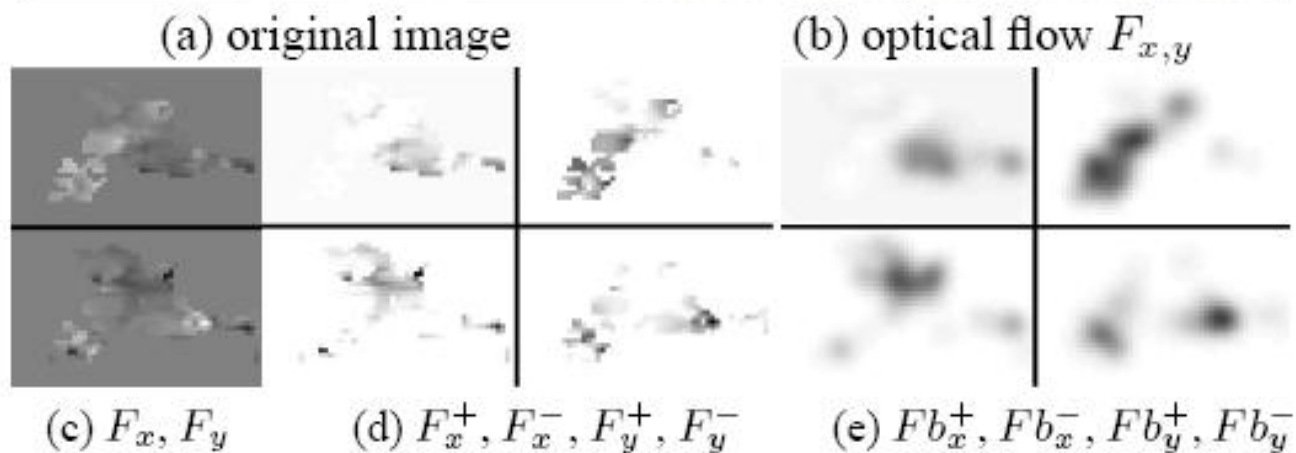 (a) original image (b) optical flow $F_{x,y}$
(c) $F_x, F_y$ (d) $F_x^+, F_x^-, F_y^+, F_y^-$ (e) $Fb_x^+, Fb_x^-, Fb_y^+, Fb_y^-$